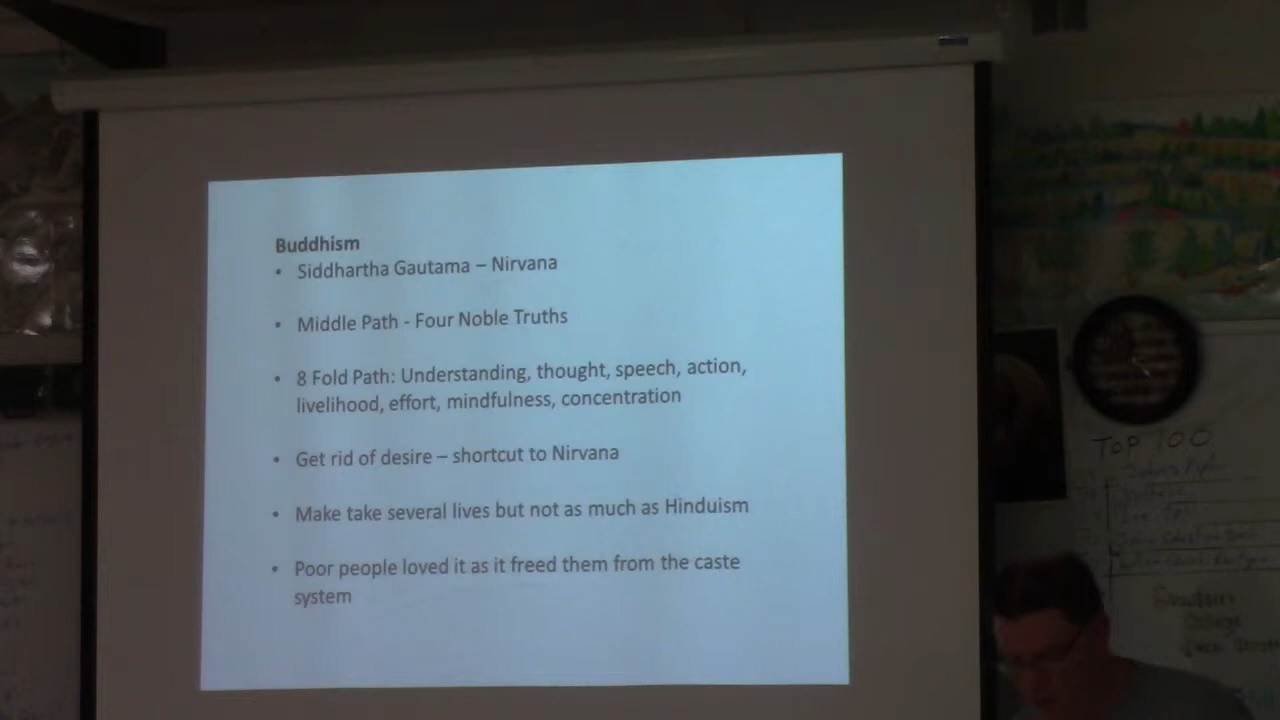 Buddhism
• Siddhartha Gautama – Nirvana
• Middle Path - Four Noble Truths
• 8 Fold Path: Understanding, thought, speech, action,
livelihood, effort, mindfulness, concentration
• Get rid of desire – shortcut to Nirvana
• Make take several lives but not as much as Hinduism
• Poor people loved it as it freed them from the caste
system
TOP 100